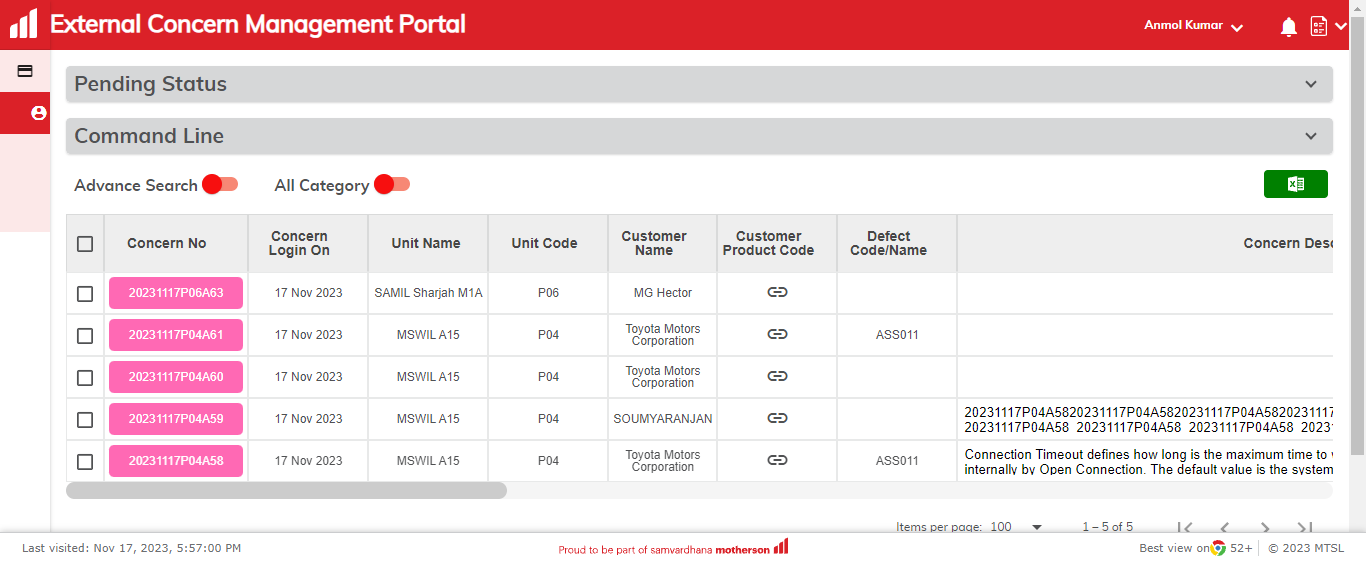 External Concern Management Portal
Anmol Kumar
Pending Status
Command Line
Advance Search
All Category
Concern No
Concern
Login On
Unit Name
Unit Code
Customer
Name
Customer
Product Code
Defect
Code/Name
Concern Desc
20231117P06A63
17 Nov 2023
SAMIL Sharjah M1A
P06
MG Hector
20231117P04A61
17 Nov 2023
MSWIL A15
P04
Toyota Motors
Corporation
ASS011
20231117P04A60
17 Nov 2023
MSWIL A15
P04
Toyota Motors
Corporation
20231117P04A59
17 Nov 2023
MSWIL A15
P04
SOUMYARANJAN
20231117P04A5820231117P04A5820231117P04A5820231117
20231117P04A58 20231117P04A58 20231117P04A58 2023
20231117P04A58
17 Nov 2023
MSWIL A15
P04
Toyota Motors
Corporation
ASS011
Connection Timeout defines how long is the maximum time to
internally by Open Connection. The default value is the system
Items per page: 100
1 – 5 of 5
Last visited: Nov 17, 2023, 5:57:00 PM
Proud to be part of samvardhana motherson
Best view on 52+
© 2023 MTSL